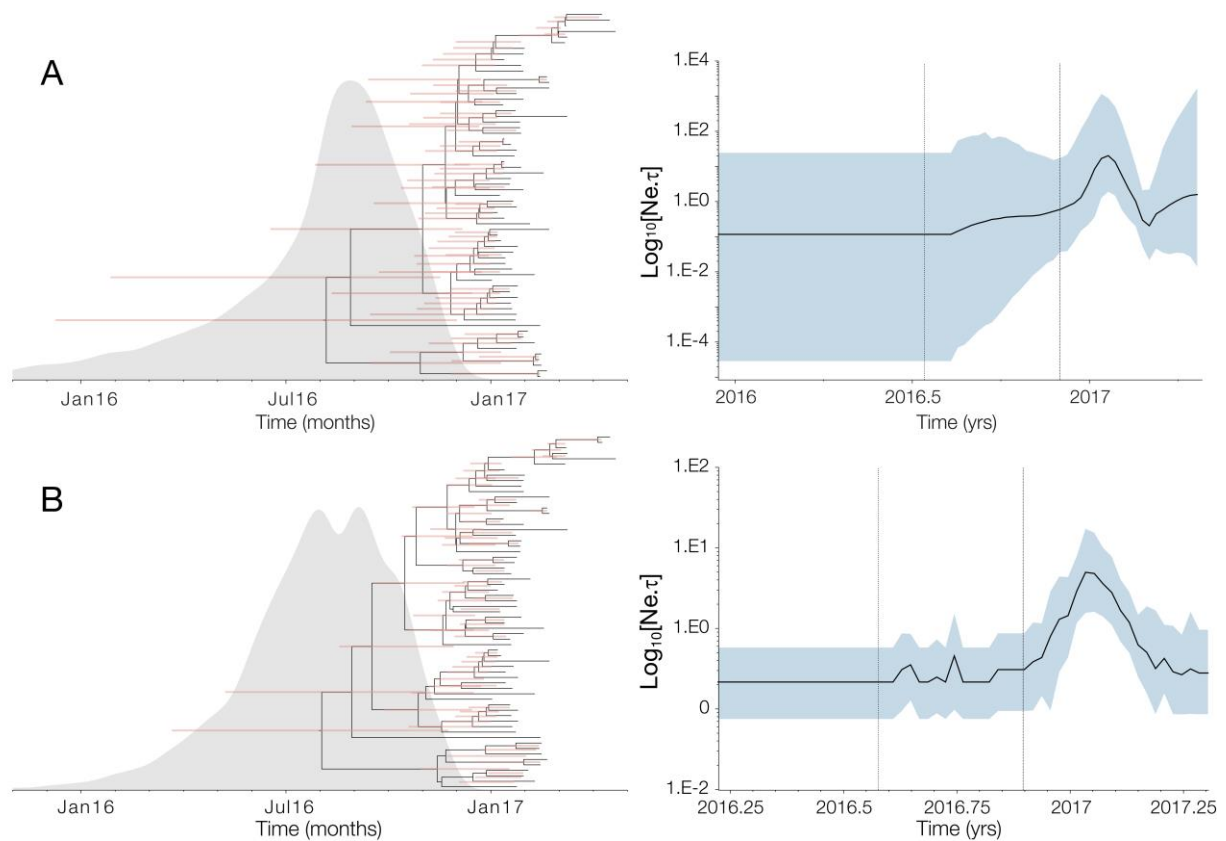 A
Jan16 Jul16 Jan17
Time (months)
Log10[Ne.τ]
1.E4
1.E2
1.E0
1.E-2
1.E-4
2016 2016.5 2017
Time (yrs)
B
Jan16 Jul16 Jan17
Time (months)
Log10[Ne.τ]
1.E2
1.E1
1.E0
0
1.E-2
2016.25 2016.5 2016.75 2017 2017.25
Time (yrs)